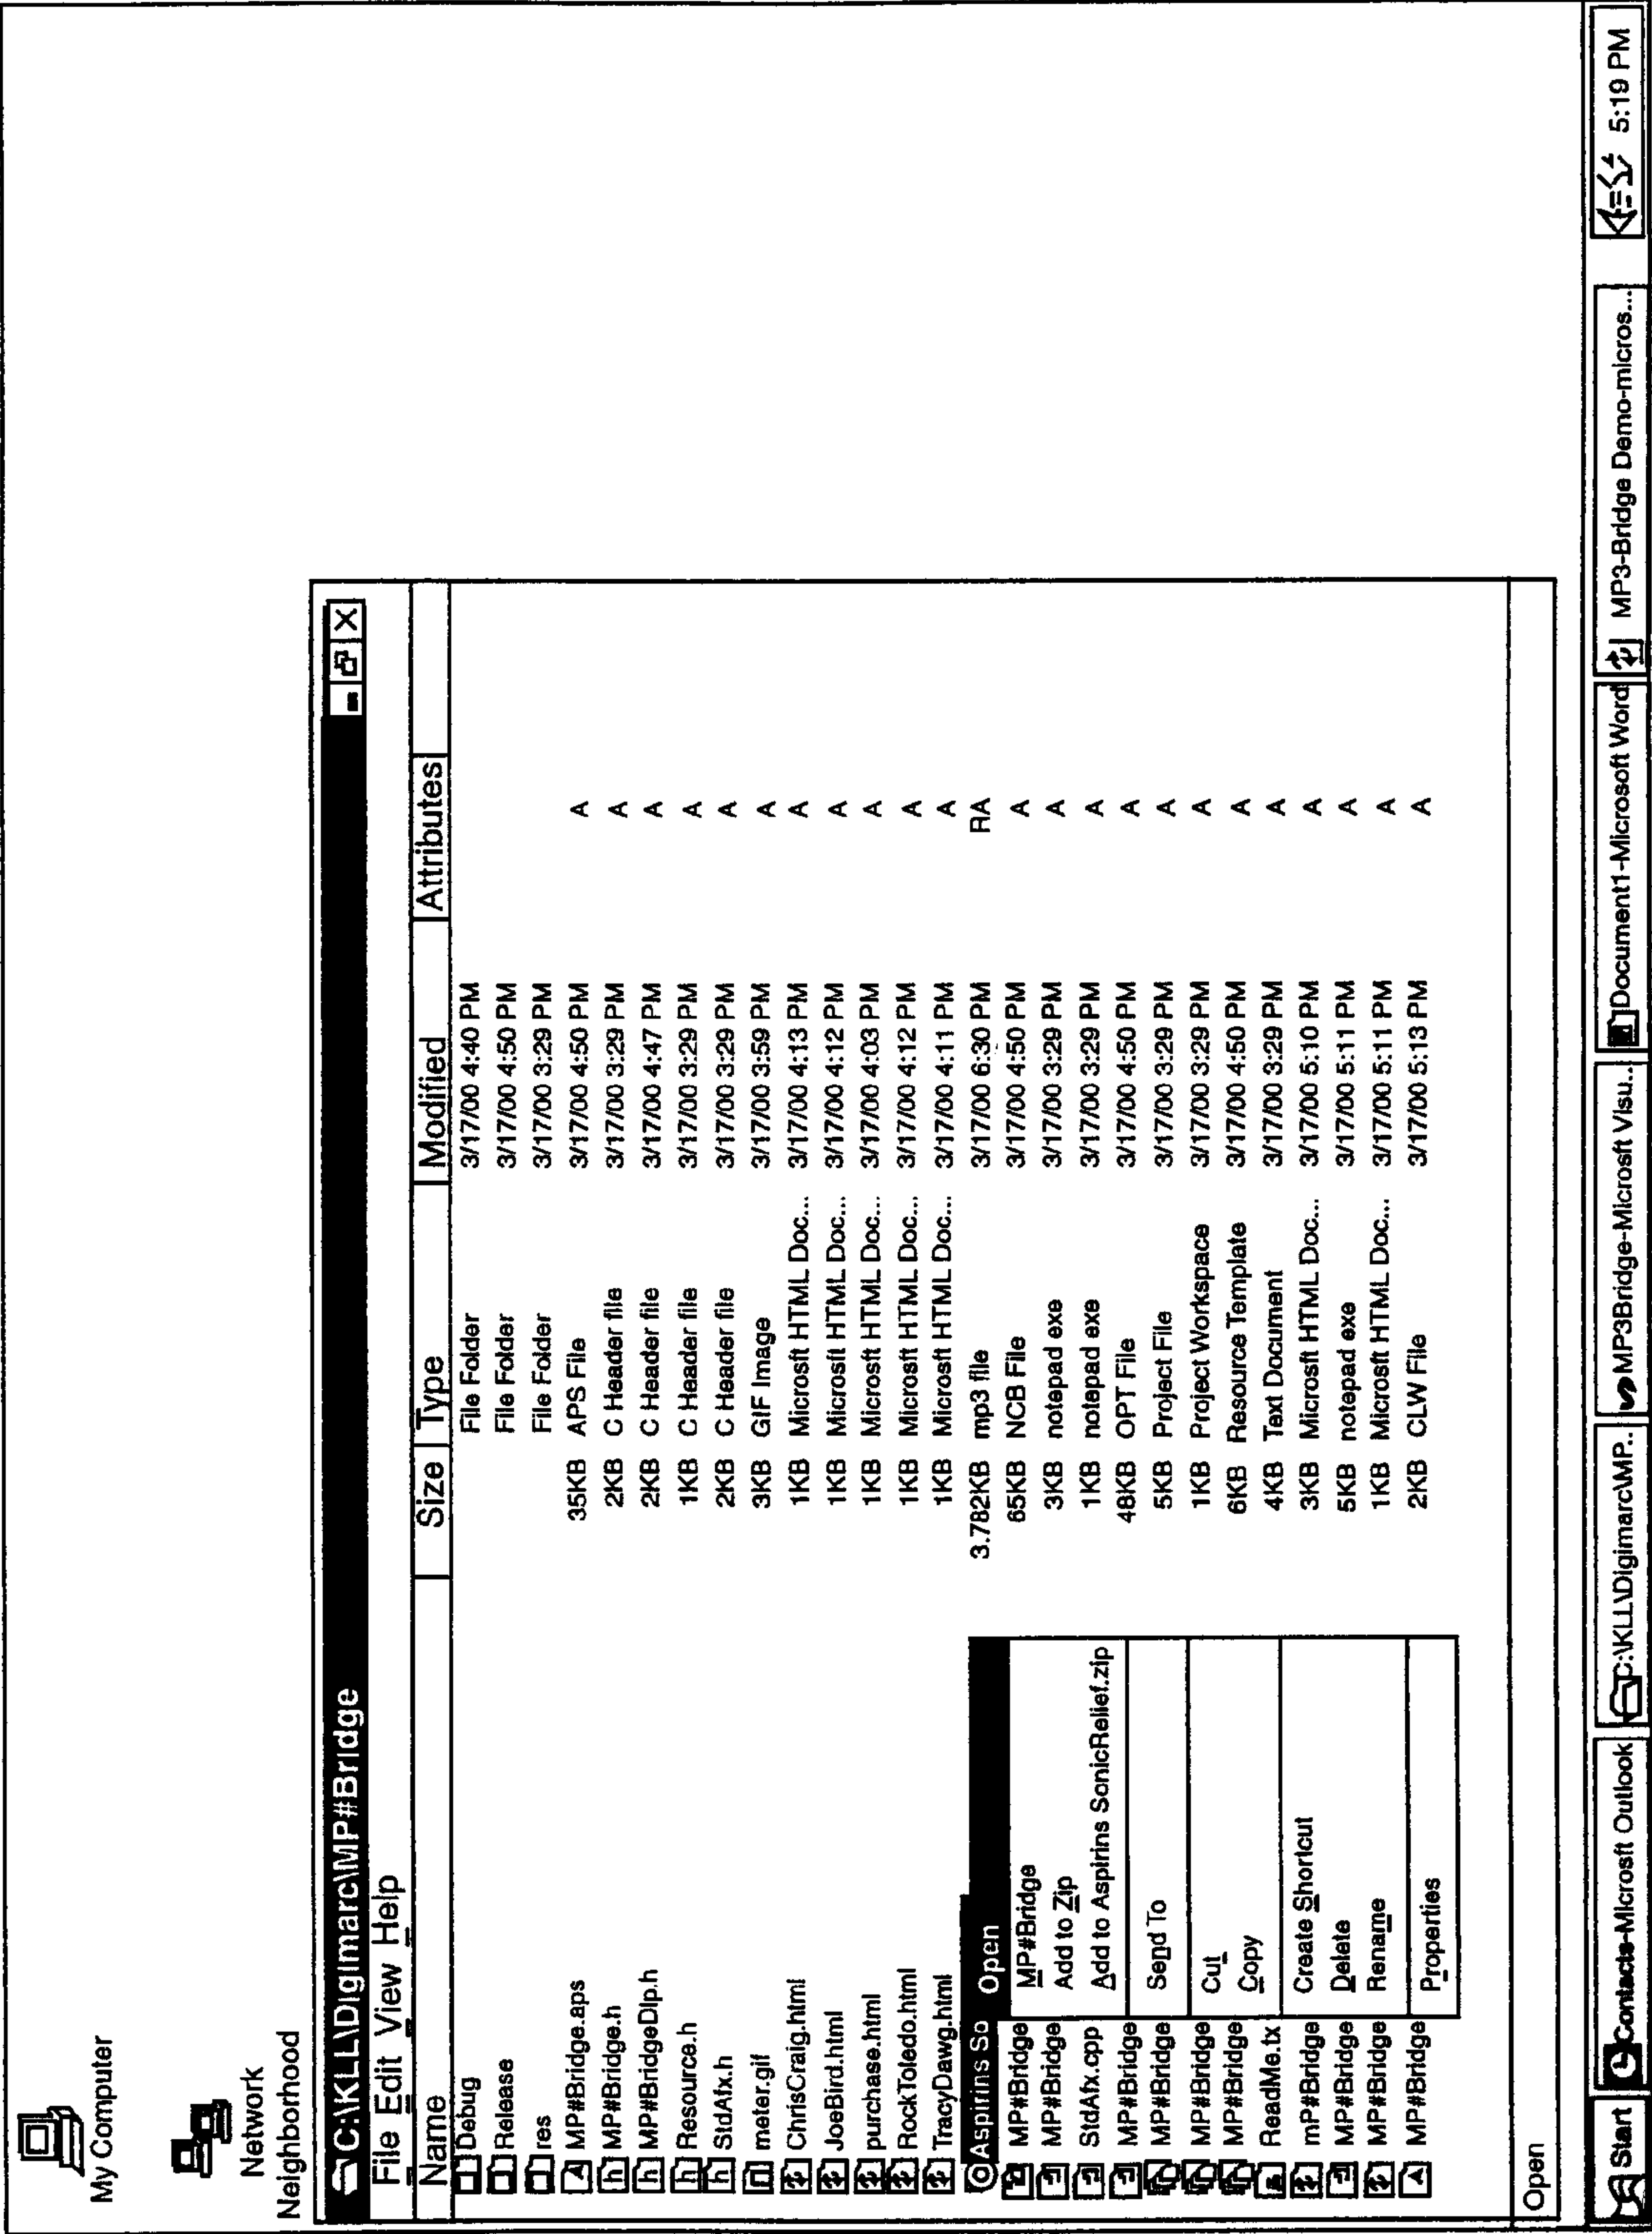 My Computer
Network
Neighborhood
C:\KLL\Digimarc\MP#Bridge
File Edit View Help
Name Size Type Modified Attributes
Debug File Folder 3/17/00 4:40 PM
Release File Folder 3/17/00 4:50 PM
res File Folder 3/17/00 3:29 PM
MP#Bridge.aps 35KB APS File 3/17/00 4:50 PM A
MP#Bridge.h 2KB C Header file 3/17/00 3:29 PM A
MP#BridgeDlp.h 2KB C Header file 3/17/00 4:47 PM A
Resource.h 1KB C Header file 3/17/00 3:29 PM A
StdAfx.h 2KB C Header file 3/17/00 3:29 PM A
meter.gif 3KB GIF Image 3/17/00 3:59 PM A
ChrisCraig.html 1KB Microsft HTML Doc... 3/17/00 4:13 PM A
JoeBird.html 1KB Microsft HTML Doc... 3/17/00 4:12 PM A
purchase.html 1KB Microsft HTML Doc... 3/17/00 4:03 PM A
RockToledo.html 1KB Microsft HTML Doc... 3/17/00 4:12 PM A
TracyDawg.html 1KB Microsft HTML Doc... 3/17/00 4:11 PM A
Aspirins So Open 3.782KB mp3 file 3/17/00 6:30 PM RA
MP#Bridge MP#Bridge 65KB NCB File 3/17/00 4:50 PM A
MP#Bridge Add to Zip 3KB notepad exe 3/17/00 3:29 PM A
StdAfx.cpp Add to Aspirins SonicRelief.zip 1KB notepad exe 3/17/00 3:29 PM A
MP#Bridge 48KB OPT File 3/17/00 4:50 PM A
MP#Bridge Send To 5KB Project File 3/17/00 3:29 PM A
MP#Bridge Cut 1KB Project Workspace 3/17/00 3:29 PM A
MP#Bridge Copy 6KB Resource Template 3/17/00 4:50 PM A
ReadMe.tx 4KB Text Document 3/17/00 3:29 PM A
mP#Bridge Create Shortcut 3KB Microsft HTML Doc... 3/17/00 5:10 PM A
MP#Bridge Delete 5KB notepad exe 3/17/00 5:11 PM A
MP#Bridge Rename 1KB Microsft HTML Doc... 3/17/00 5:11 PM A
MP#Bridge Properties 2KB CLW File 3/17/00 5:13 PM A
Open
Start Contacts-Microsft Outlook C:\KLL\Digimarc\MP.. MP3Bridge-Microsft Visu.. Document1-Microsoft Word MP3-Bridge Demo-micros... 5:19 PM